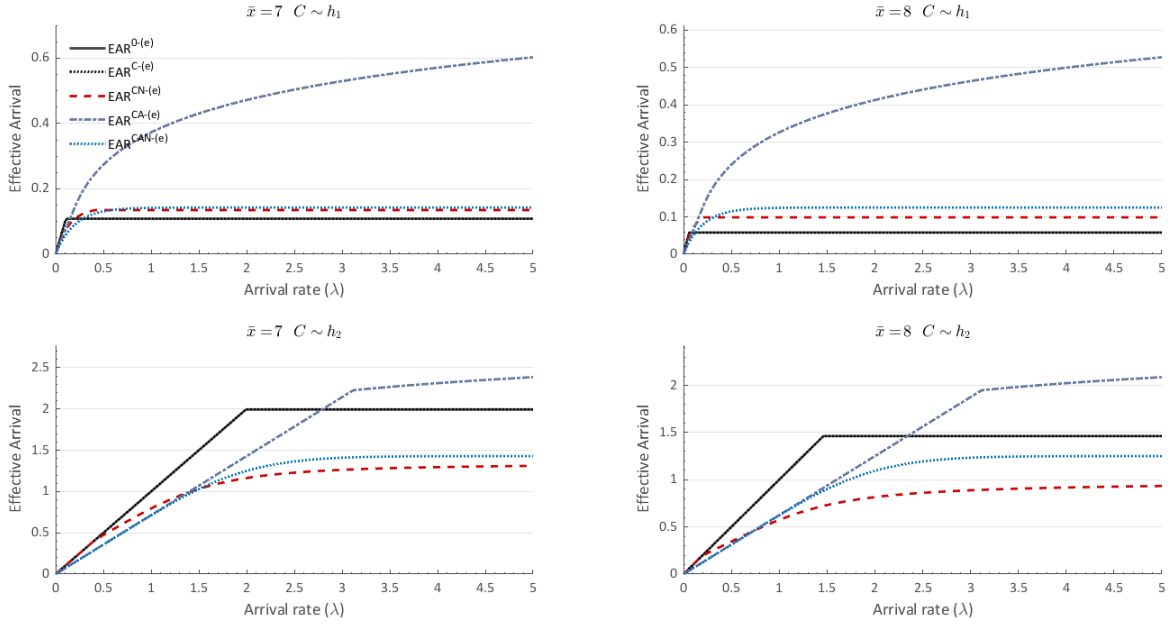 x̄ = 7 C ∼ h₁
Effective Arrival
0.6
0.4
0.2
0
EAR⁰⁻⁽ᵉ⁾
EAR^C-(e)
EAR^CN-(e)
EAR^CA-(e)
EAR^CAN-(e)
0 0.5 1 1.5 2 2.5 3 3.5 4 4.5 5
Arrival rate (λ)
x̄ = 8 C ∼ h₁
Effective Arrival
0.6
0.5
0.4
0.3
0.2
0.1
0
0 0.5 1 1.5 2 2.5 3 3.5 4 4.5 5
Arrival rate (λ)
x̄ = 7 C ∼ h₂
Effective Arrival
2.5
2
1.5
1
0.5
0
0 0.5 1 1.5 2 2.5 3 3.5 4 4.5 5
Arrival rate (λ)
x̄ = 8 C ∼ h₂
Effective Arrival
2
1.5
1
0.5
0
0 0.5 1 1.5 2 2.5 3 3.5 4 4.5 5
Arrival rate (λ)